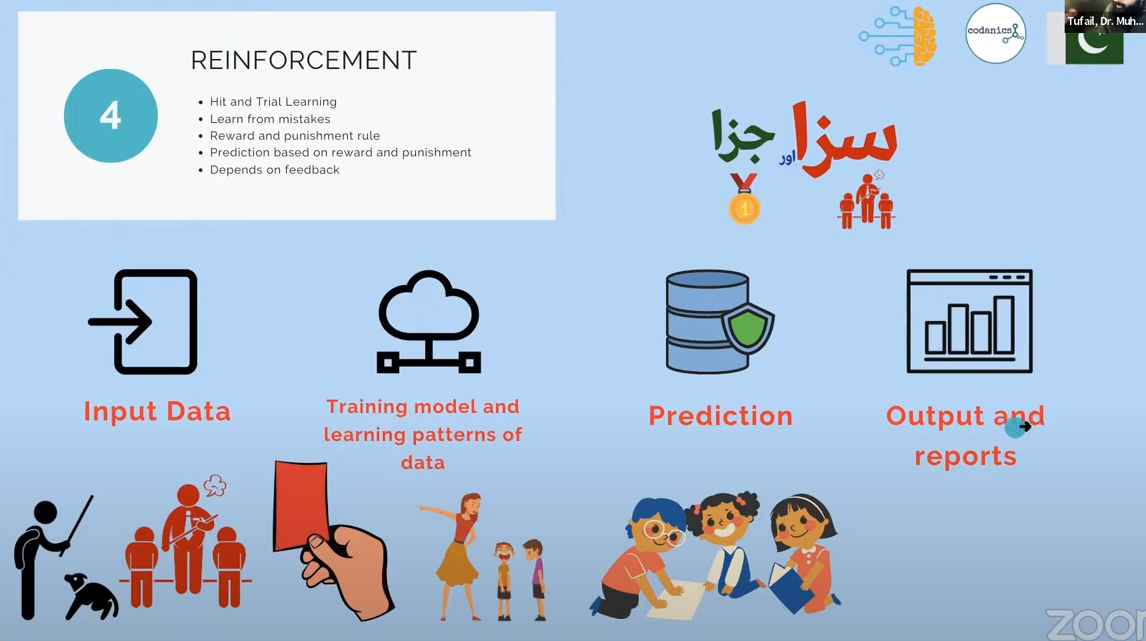 REINFORCEMENT
4
• Hit and Trial Learning
• Learn from mistakes
• Reward and punishment rule
• Prediction based on reward and punishment
• Depends on feedback
codanics
Tufail, Dr. Muh...
سزا اور جزا
1
Input Data
Training model and
learning patterns of
data
Prediction
Output and
reports
zoom